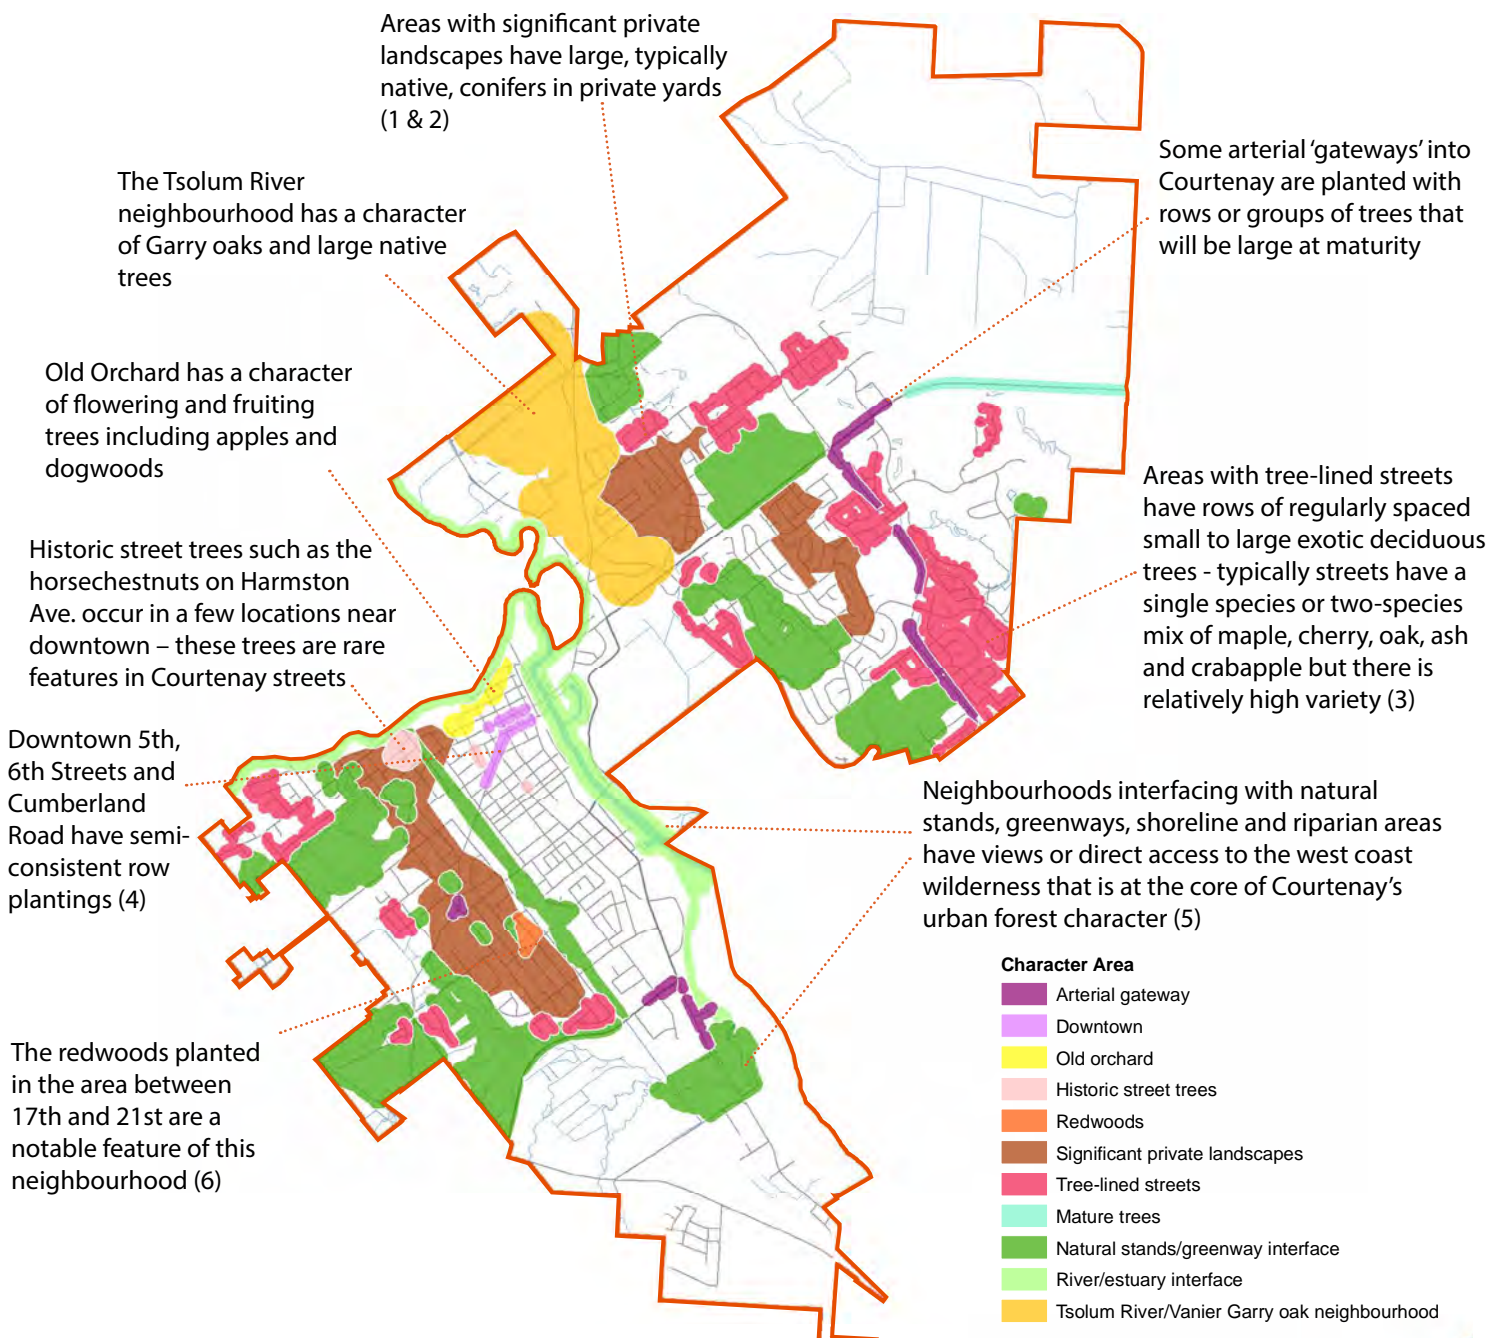 Areas with significant private
landscapes have large, typically
native, conifers in private yards
(1 & 2)
The Tsolum River
neighbourhood has a character
of Garry oaks and large native
trees
Old Orchard has a character
of flowering and fruiting
trees including apples and
dogwoods
Historic street trees such as the
horsechestnuts on Harmston
Ave. occur in a few locations near
downtown – these trees are rare
features in Courtenay streets
Downtown 5th,
6th Streets and
Cumberland
Road have semi-
consistent row
plantings (4)
The redwoods planted
in the area between
17th and 21st are a
notable feature of this
neighbourhood (6)
Some arterial ‘gateways’ into
Courtenay are planted with
rows or groups of trees that
will be large at maturity
Areas with tree-lined streets
have rows of regularly spaced
small to large exotic deciduous
trees - typically streets have a
single species or two-species
mix of maple, cherry, oak, ash
and crabapple but there is
relatively high variety (3)
Neighbourhoods interfacing with natural
stands, greenways, shoreline and riparian areas
have views or direct access to the west coast
wilderness that is at the core of Courtenay’s
urban forest character (5)
Character Area
Arterial gateway
Downtown
Old orchard
Historic street trees
Redwoods
Significant private landscapes
Tree-lined streets
Mature trees
Natural stands/greenway interface
River/estuary interface
Tsolum River/Vanier Garry oak neighbourhood